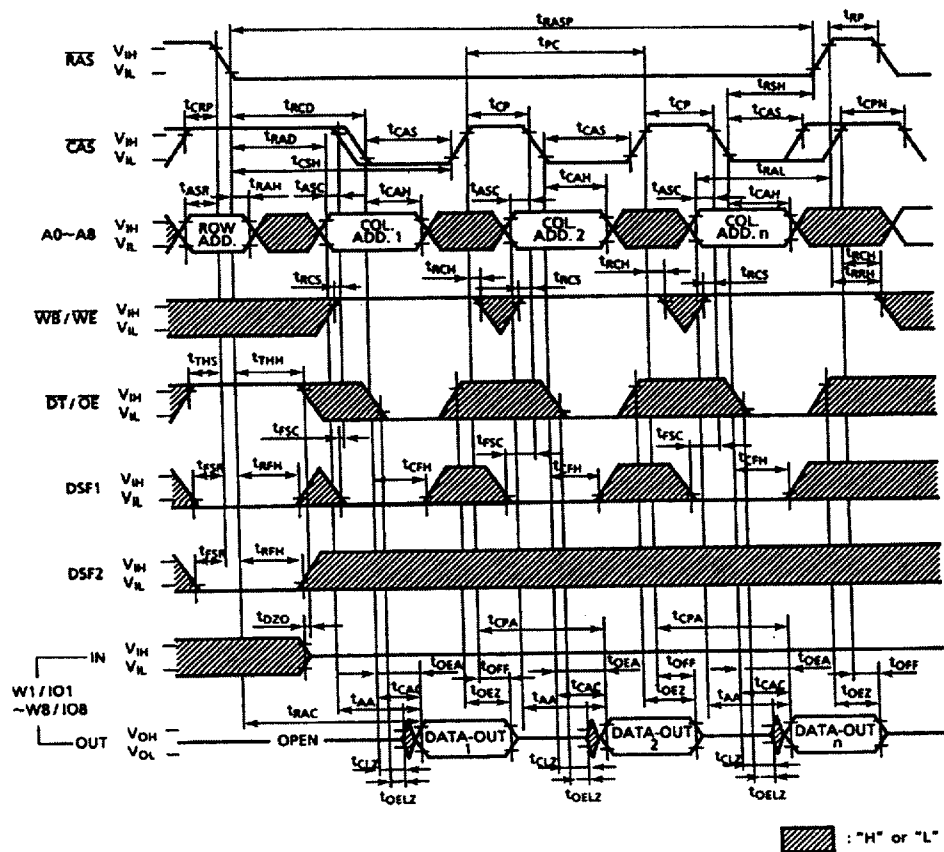 tRASP tRP
tPC
RAS VIH
VIL
tRSH
tCRP tRCD tCP tCP tCAS tCPN
CAS VIH
VIL
tRAD tCAS tCAS
tCSH tRAL
tASR tRAH tASC tCAH tASC tCAH tASC tCAH
A0~A8 VIH
VIL
ROW ADD. COL. ADD. 1 COL. ADD. 2 COL. ADD. n
tRCS tRCH tRCS tRCH tRCS tRCH
tRRH
WB / WE VIH
VIL
tTHS tTHH
DT / OE VIH
VIL
tFSC tFSC tFSC
tFSR tRFH tCFH tCFH tCFH
DSF1 VIH
VIL
tFSR tRFH
DSF2 VIH
VIL
tDZO tCPA tCPA
IN VIH
VIL
W1 / IO1
~W8 / IO8
tOEA tOFF tOEA tOFF tOEA tOFF
tCAC tOEZ tCAC tOEZ tCAC tOEZ
tAA tAA tAA
tRAC
OUT VOH
VOL
OPEN DATA-OUT 1 DATA-OUT 2 DATA-OUT n
tCLZ tCLZ tCLZ
tOELZ tOELZ tOELZ
: "H" or "L"